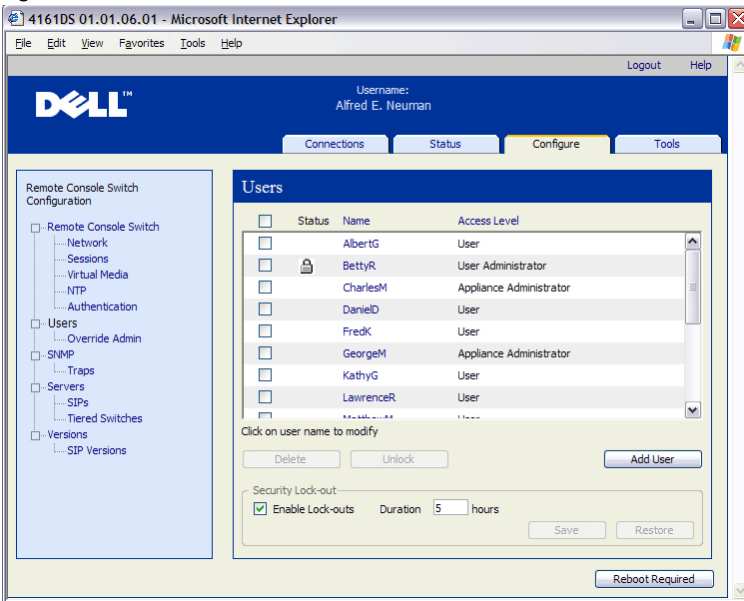 4161DS 01.01.06.01 - Microsoft Internet Explorer
File Edit View Favorites Tools Help
Logout Help
DELL™
Username:
Alfred E. Neuman
Connections Status Configure Tools
Remote Console Switch
Configuration
Remote Console Switch
Network
Sessions
Virtual Media
NTP
Authentication
Users
Override Admin
SNMP
Traps
Servers
SIPs
Tiered Switches
Versions
SIP Versions
Users
Status Name Access Level
AlbertG User
BettyR User Administrator
CharlesM Appliance Administrator
DanielD User
FredK User
GeorgeM Appliance Administrator
KathyG User
LawrenceR User
MatthewM User
Click on user name to modify
Delete Unlock Add User
Security Lock-out
Enable Lock-outs Duration 5 hours
Save Restore
Reboot Required